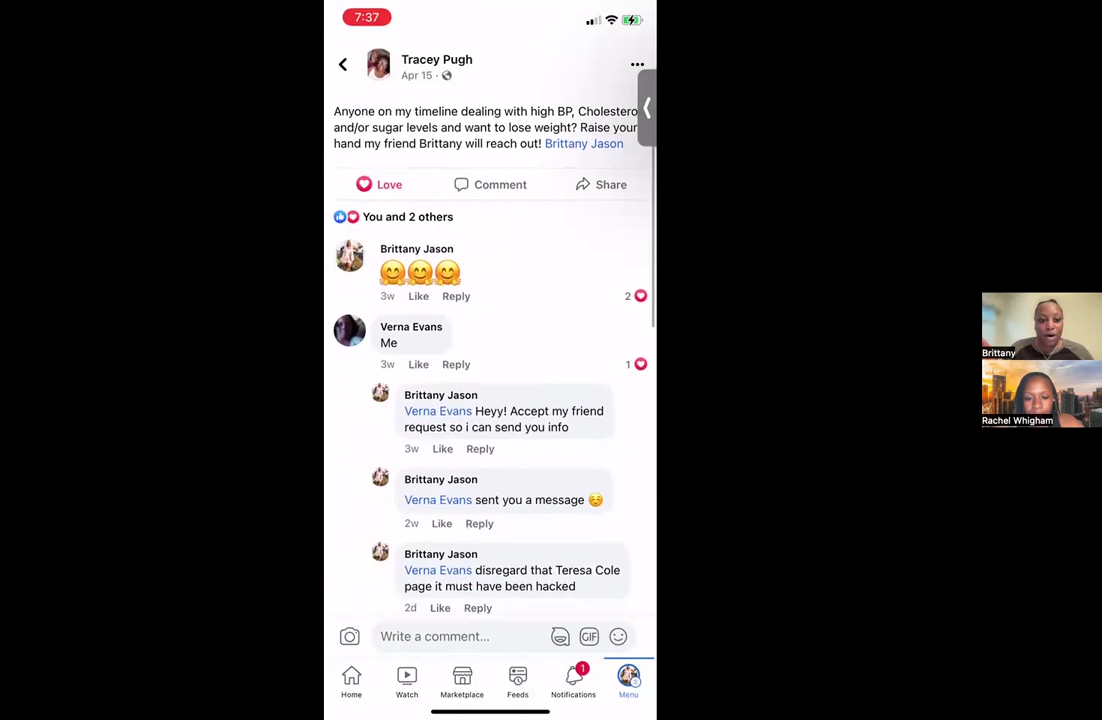 7:37
Tracey Pugh
Apr 15 ·
Anyone on my timeline dealing with high BP, Cholestero
and/or sugar levels and want to lose weight? Raise your
hand my friend Brittany will reach out! Brittany Jason
Love Comment Share
You and 2 others
Brittany Jason
🤗🤗🤗
3w Like Reply 2
Verna Evans
Me
3w Like Reply 1
Brittany Jason
Verna Evans Heyy! Accept my friend
request so i can send you info
3w Like Reply
Brittany Jason
Verna Evans sent you a message ☺️
2w Like Reply
Brittany Jason
Verna Evans disregard that Teresa Cole
page it must have been hacked
2d Like Reply
Write a comment... GIF
1
Home Watch Marketplace Feeds Notifications Menu
Brittany
Rachel Whigham